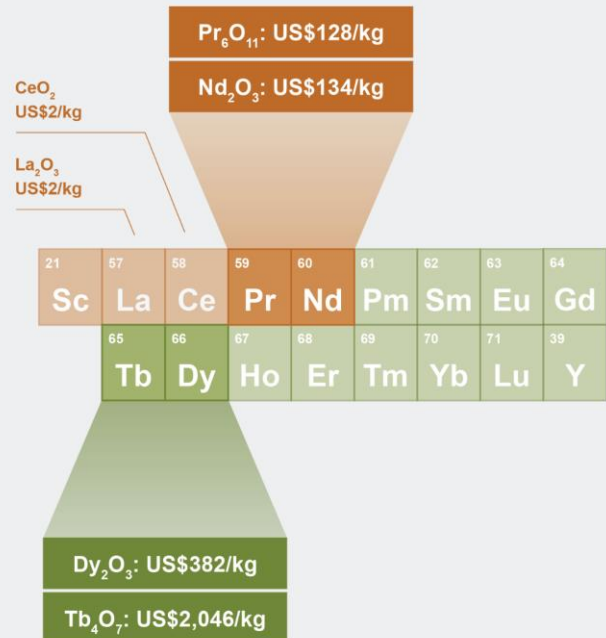 Pr₆O₁₁: US$128/kg
Nd₂O₃: US$134/kg
CeO₂
US$2/kg
La₂O₃
US$2/kg
21 57 58 59 60 61 62 63 64
Sc La Ce Pr Nd Pm Sm Eu Gd
65 66 67 68 69 70 71 39
Tb Dy Ho Er Tm Yb Lu Y
Dy₂O₃: US$382/kg
Tb₄O₇: US$2,046/kg